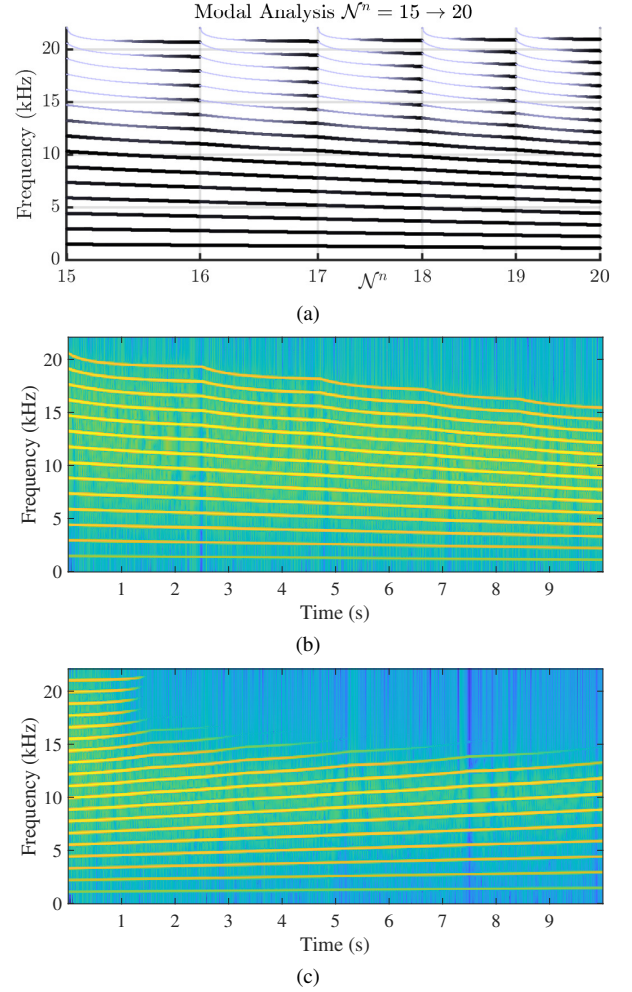 Modal Analysis 𝒩ⁿ = 15 → 20
Frequency (kHz)
20
15
10
5
0
15 16 17 18 19 20
𝒩ⁿ
(a)
Frequency (kHz)
20
15
10
5
0
1 2 3 4 5 6 7 8 9
Time (s)
(b)
Frequency (kHz)
20
15
10
5
0
1 2 3 4 5 6 7 8 9
Time (s)
(c)